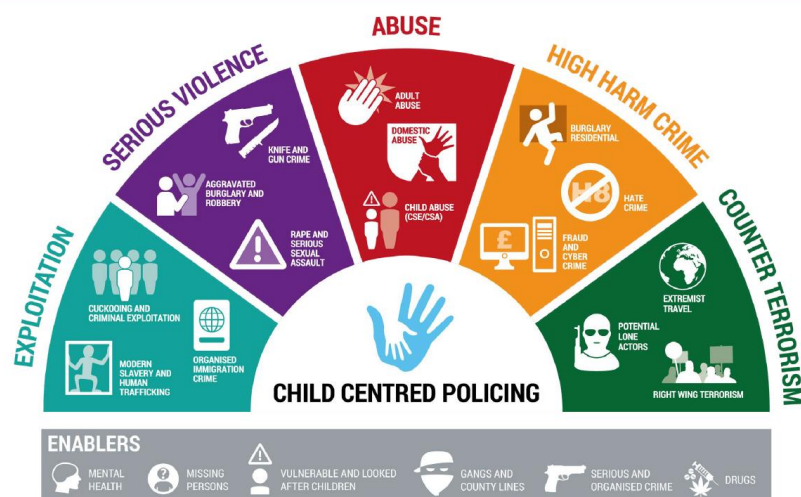 EXPLOITATION
CUCKOOING AND
CRIMINAL EXPLOITATION
MODERN
SLAVERY AND
HUMAN
TRAFFICKING
ORGANISED
IMMIGRATION
CRIME
SERIOUS VIOLENCE
KNIFE AND
GUN CRIME
AGGRAVATED
BURGLARY AND
ROBBERY
RAPE AND
SERIOUS
SEXUAL
ASSAULT
ABUSE
ADULT
ABUSE
DOMESTIC
ABUSE
CHILD ABUSE
(CSE/CSA)
HIGH HARM CRIME
BURGLARY
RESIDENTIAL
H8
HATE
CRIME
£
FRAUD
AND
CYBER
CRIME
COUNTER TERRORISM
EXTREMIST
TRAVEL
POTENTIAL
LONE
ACTORS
RIGHT WING TERRORISM
CHILD CENTRED POLICING
ENABLERS
MENTAL
HEALTH
MISSING
PERSONS
VULNERABLE AND LOOKED
AFTER CHILDREN
GANGS AND
COUNTY LINES
SERIOUS AND
ORGANISED CRIME
DRUGS